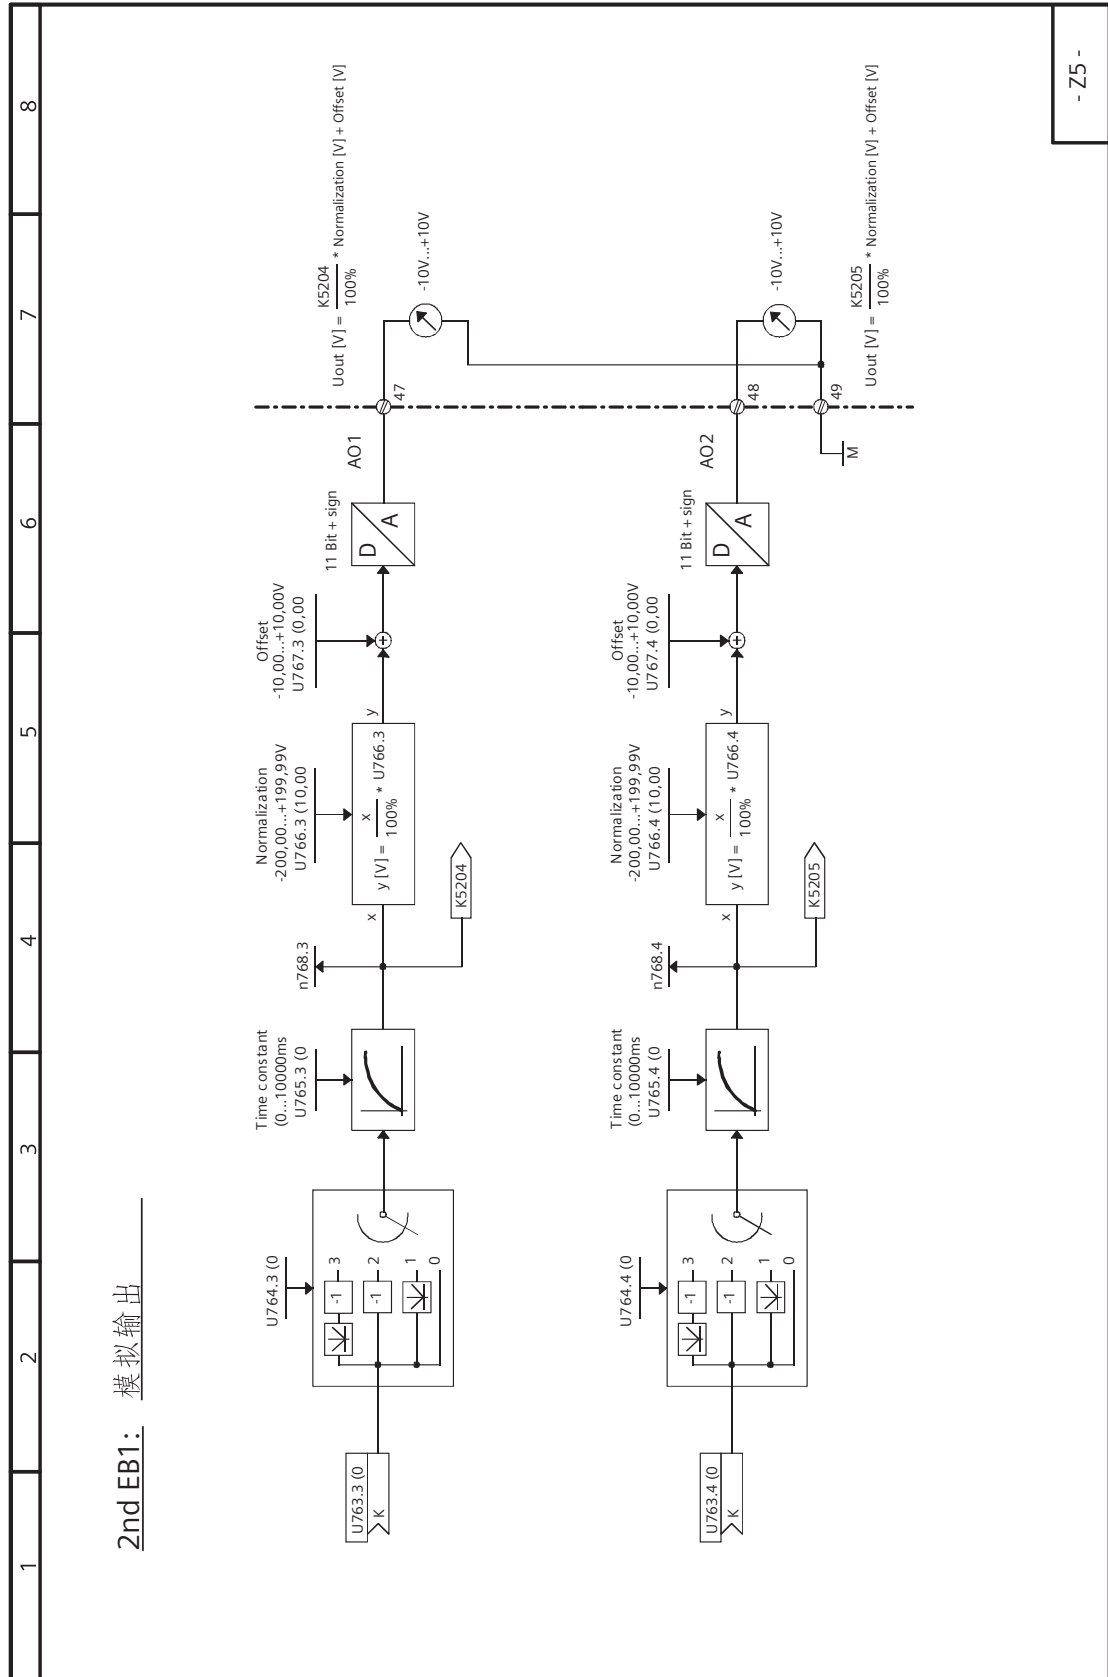 1 2 3 4 5 6 7 8
2nd EB1: 模拟输出
U763.3 (0
K
U764.3 (0
-1 3
-1 2
1
0
Time constant
(0...10000ms
U765.3 (0
n768.3
K5204
Normalization
-200,00...+199,99V
U766.3 (10,00
x
y [V] = x / 100% * U766.3
y
Offset
-10,00...+10,00V
U767.3 (0,00
+
11 Bit + sign
D
A
AO1
47
Uout [V] = K5204 / 100% * Normalization [V] + Offset [V]
-10V...+10V
U763.4 (0
K
U764.4 (0
-1 3
-1 2
1
0
Time constant
(0...10000ms
U765.4 (0
n768.4
K5205
Normalization
-200,00...+199,99V
U766.4 (10,00
x
y [V] = x / 100% * U766.4
y
Offset
-10,00...+10,00V
U767.4 (0,00
+
11 Bit + sign
D
A
AO2
48
-10V...+10V
49
M
Uout [V] = K5205 / 100% * Normalization [V] + Offset [V]
- Z5 -